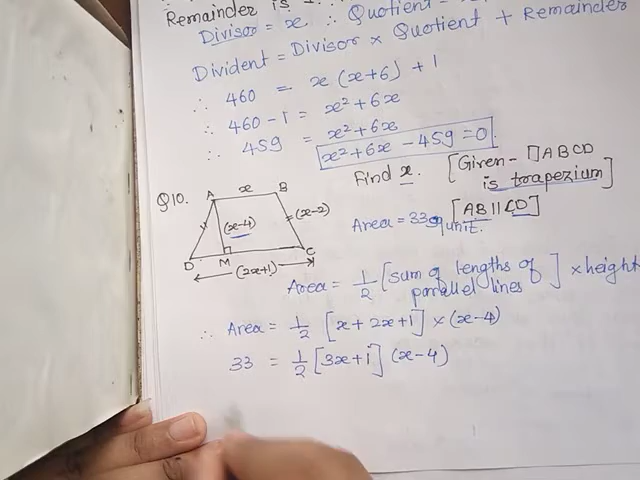 Remainder is
Divisor = x ∴ Quotient =
Divident = Divisor × Quotient + Remainder
∴ 460 = x (x+6) + 1
∴ 460 - 1 = x² + 6x
∴ 459 = x² + 6x
x² + 6x - 459 = 0
Q10.
Find x. [Given - □ABCD
is trapezium]
[AB || CD]
Area = 33 sq unit.
A x B
(x-4) (x-2)
D M C
(2x+1)
Area = 1/2 [sum of lengths of parallel lines] × height
∴ Area = 1/2 [x + 2x + 1] × (x-4)
33 = 1/2 [3x+1] (x-4)